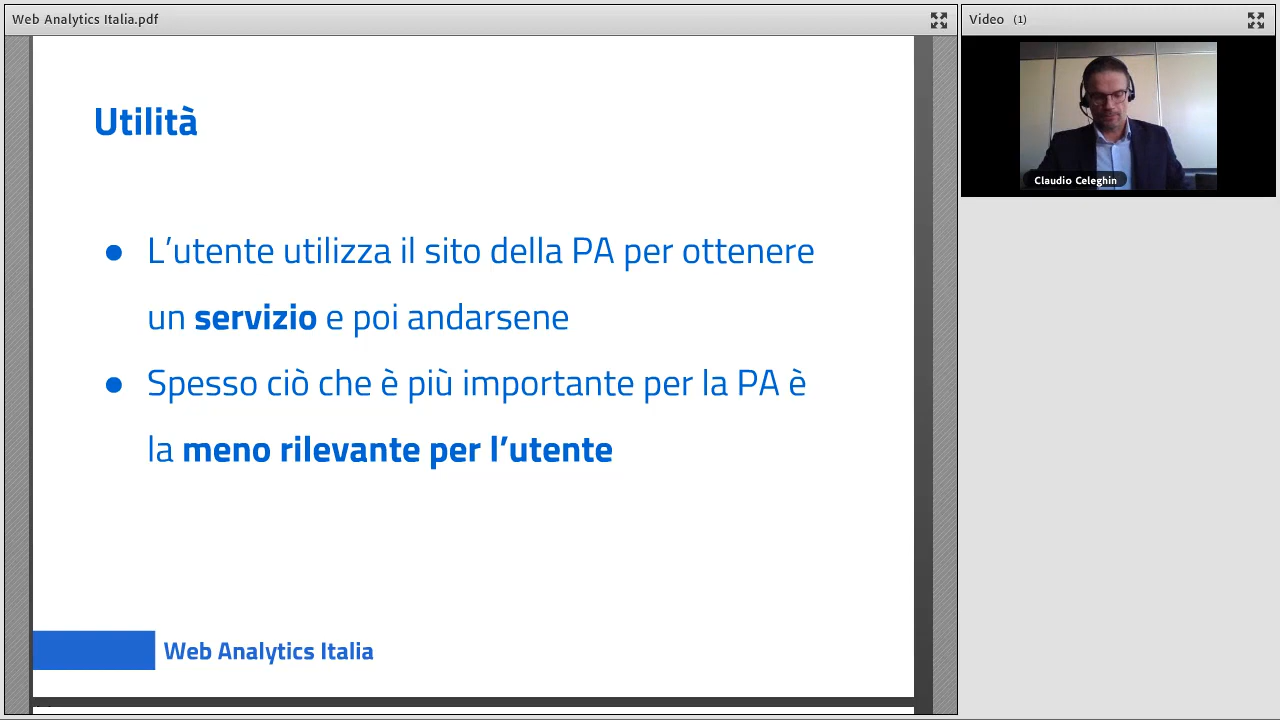 Web Analytics Italia.pdf
Video (1)
Claudio Celeghin
Utilità
● L’utente utilizza il sito della PA per ottenere
un servizio e poi andarsene
● Spesso ciò che è più importante per la PA è
la meno rilevante per l’utente
Web Analytics Italia